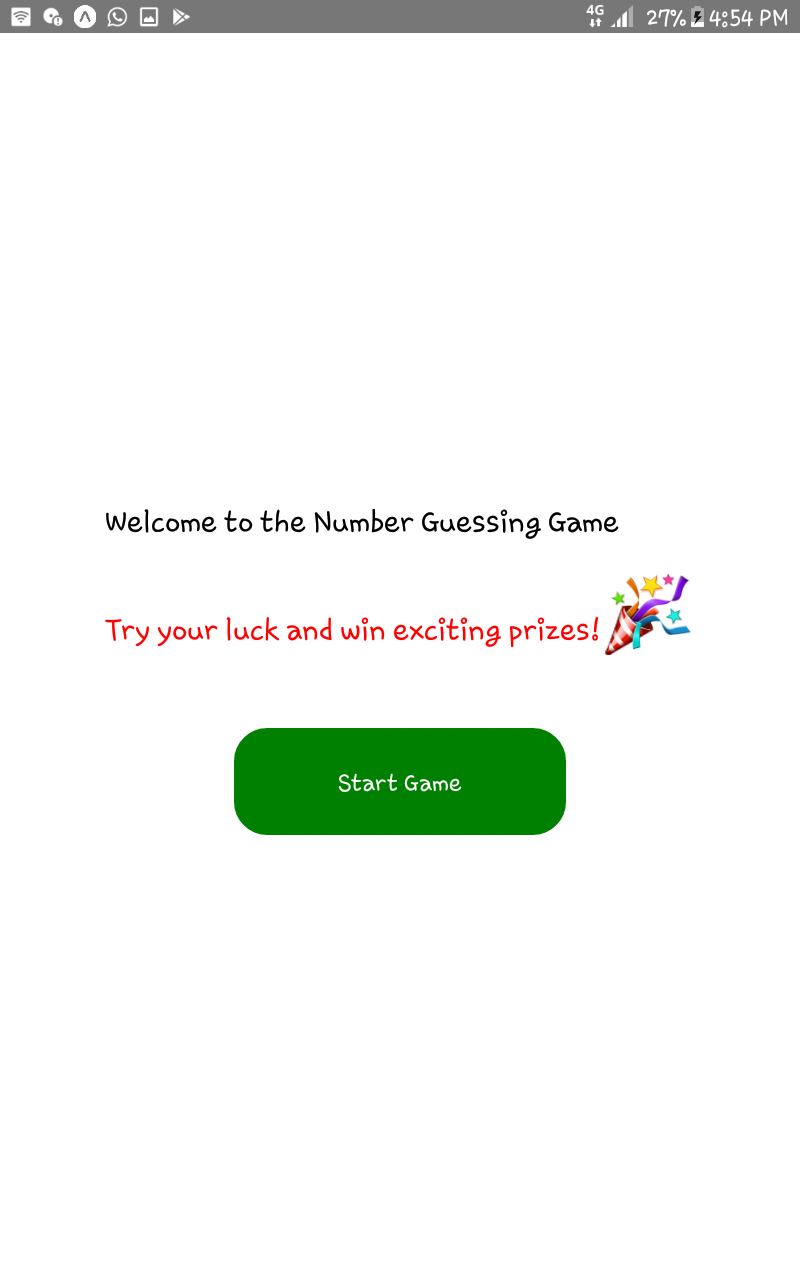 4G 27% 4:54 PM
Welcome to the Number Guessing Game
Try your luck and win exciting prizes!
Start Game